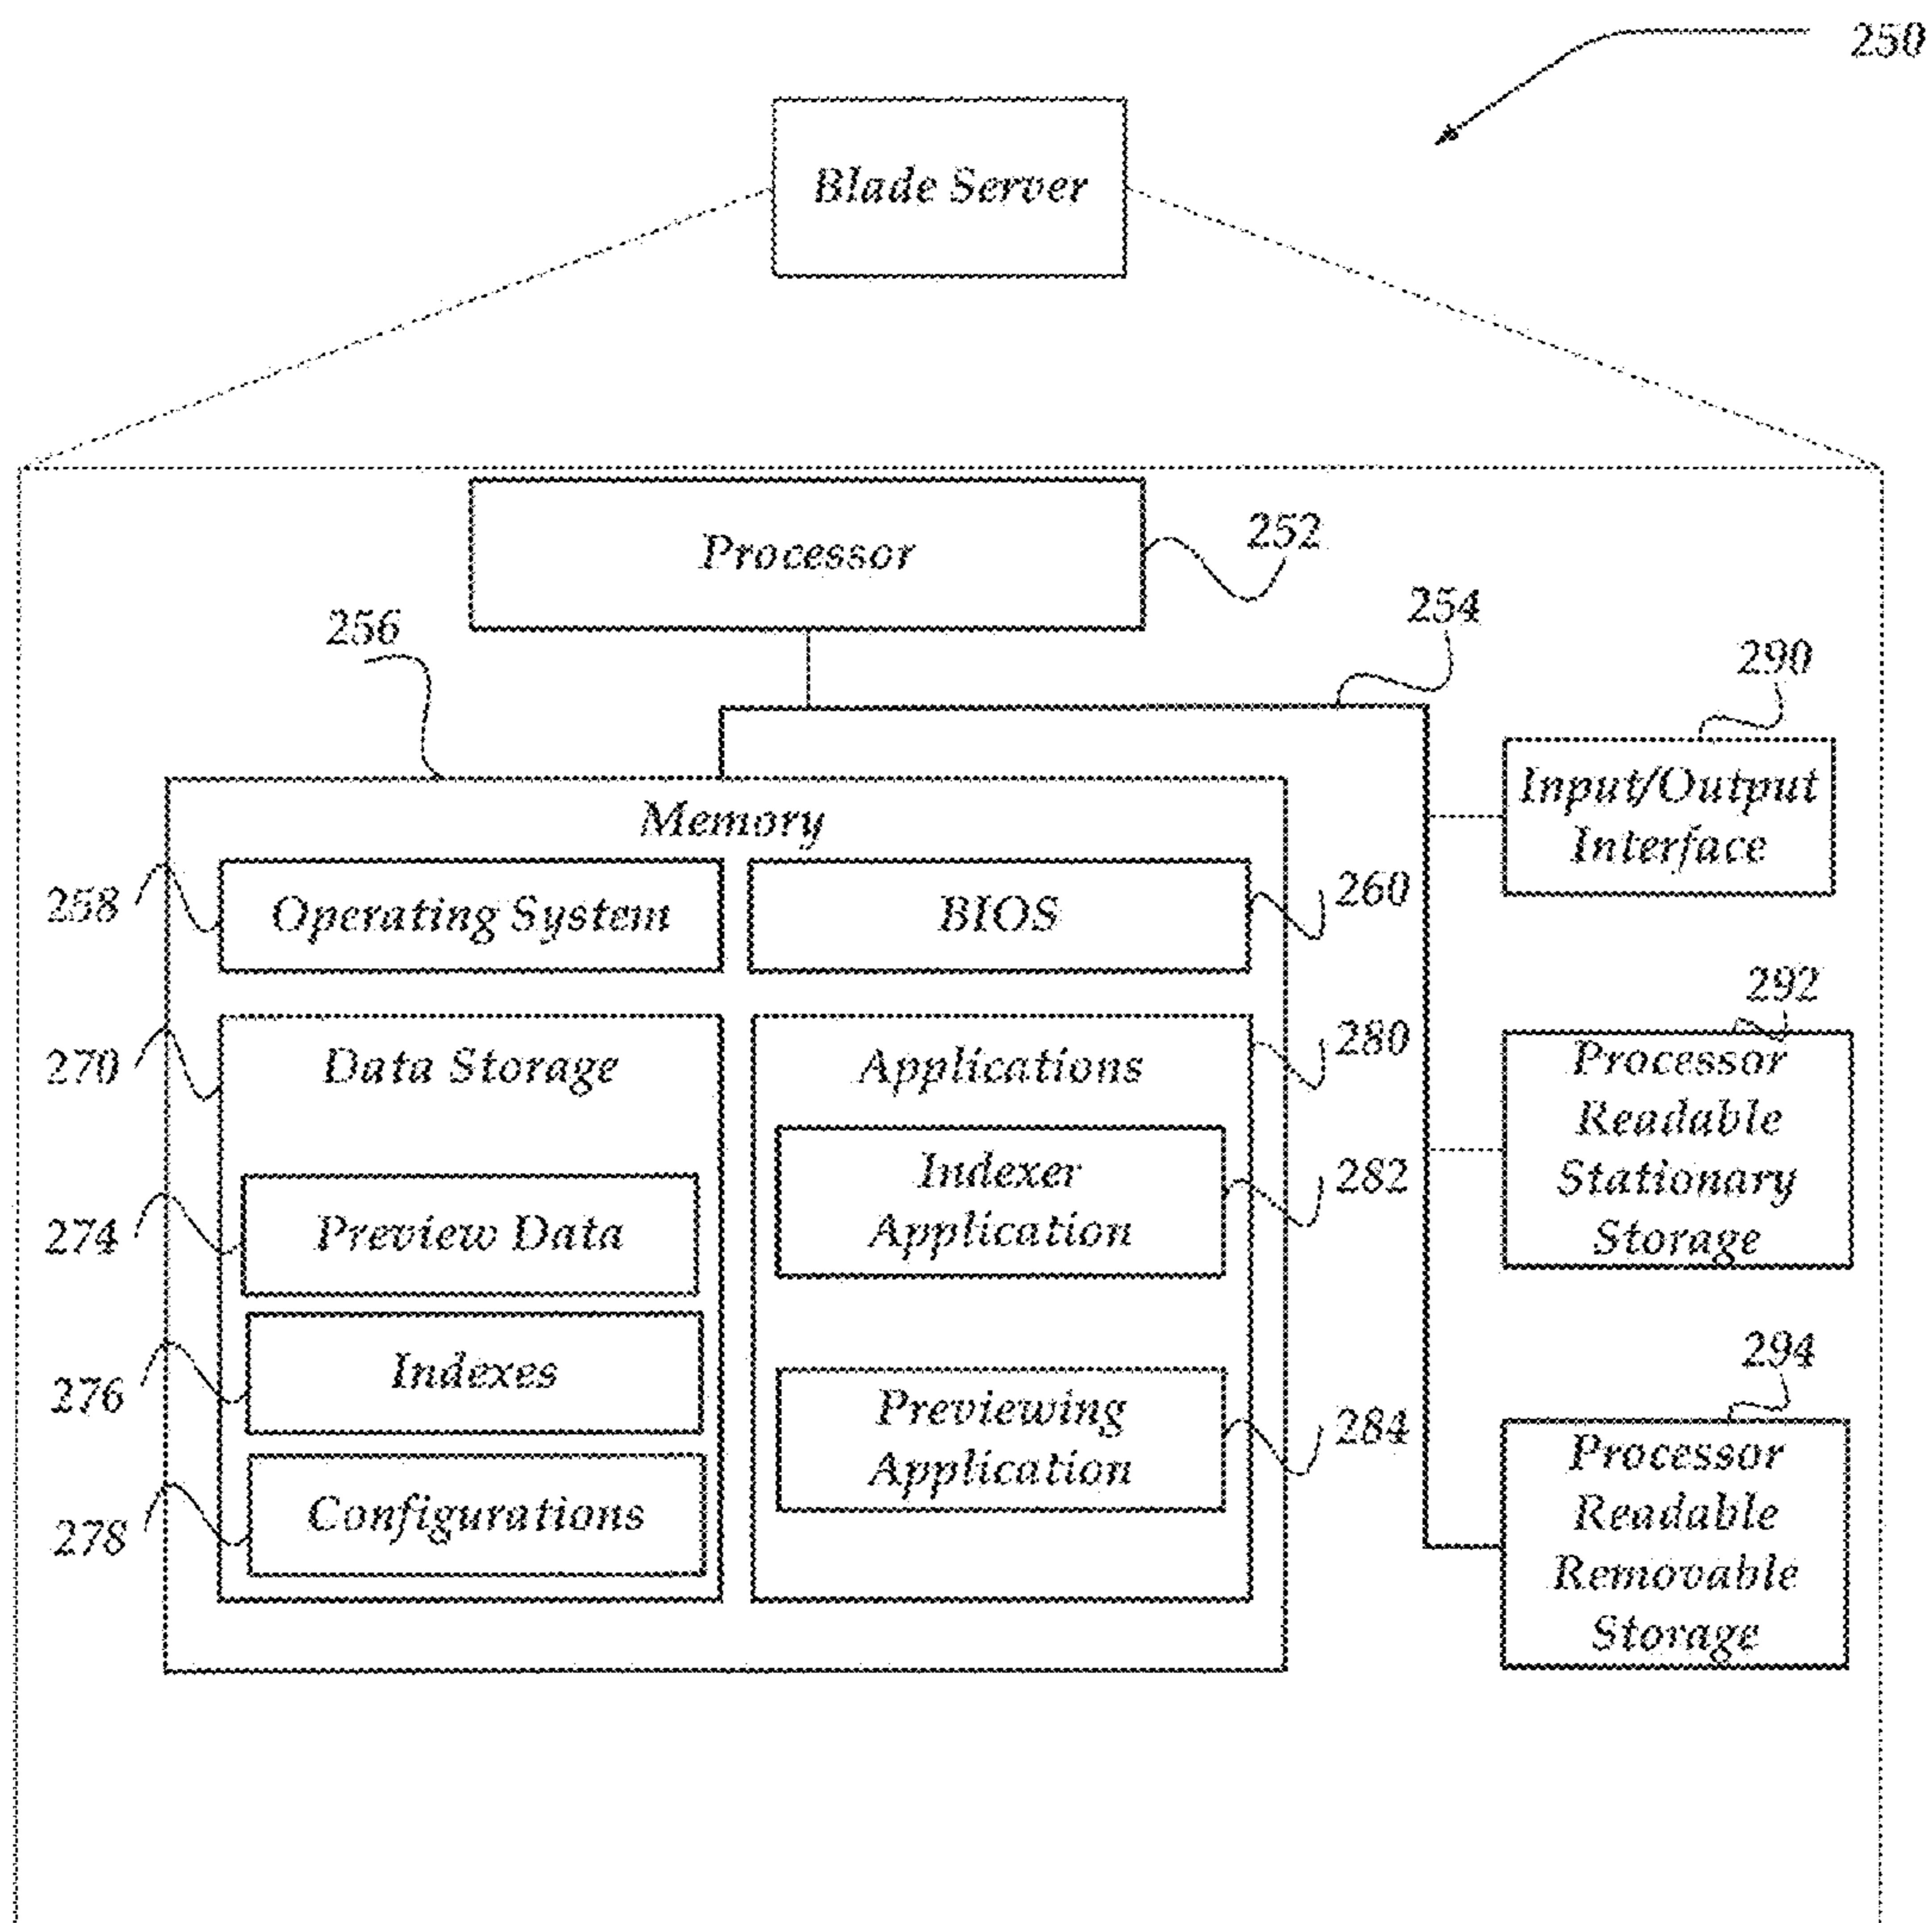 250
Blade Server
Processor
252
254
256
290
Input/Output
Interface
Memory
258
Operating System
BIOS
260
292
Processor
Readable
Stationary
Storage
270
Data Storage
Applications
280
Indexer
Application
282
274
Preview Data
276
Indexes
Previewing
Application
284
278
Configurations
294
Processor
Readable
Removable
Storage